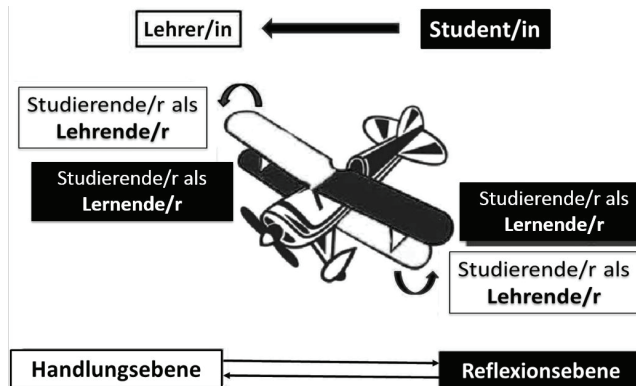 Lehrer/in
Student/in
Studierende/r als
Lehrende/r
Studierende/r als
Lernende/r
Studierende/r als
Lernende/r
Studierende/r als
Lehrende/r
Handlungsebene
Reflexionsebene